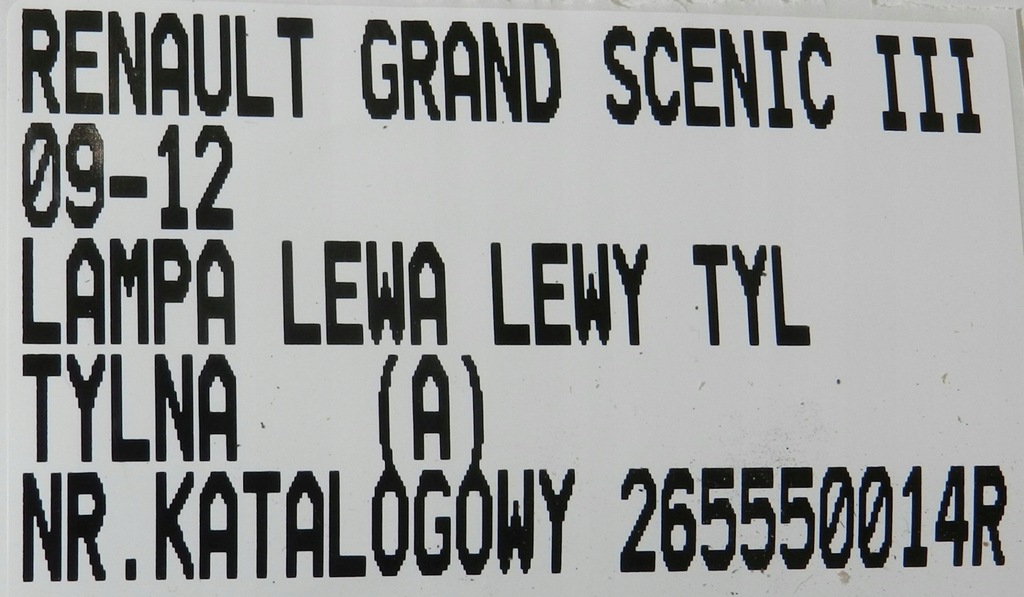 RENAULT GRAND SCENIC III
09-12
LAMPA LEWA LEWY TYL
TYLNA (A)
NR.KATALOGOWY 265550014R